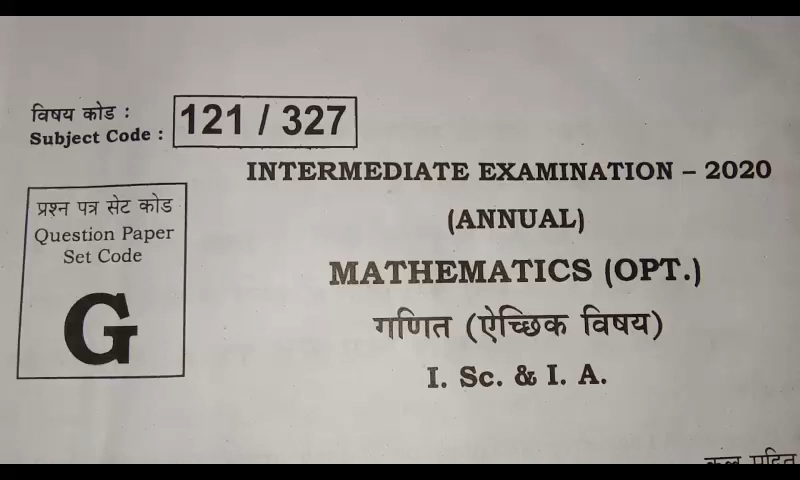 विषय कोड :
Subject Code :
121 / 327
INTERMEDIATE EXAMINATION – 2020
(ANNUAL)
प्रश्न पत्र सेट कोड
Question Paper
Set Code
G
MATHEMATICS (OPT.)
गणित (ऐच्छिक विषय)
I. Sc. & I. A.